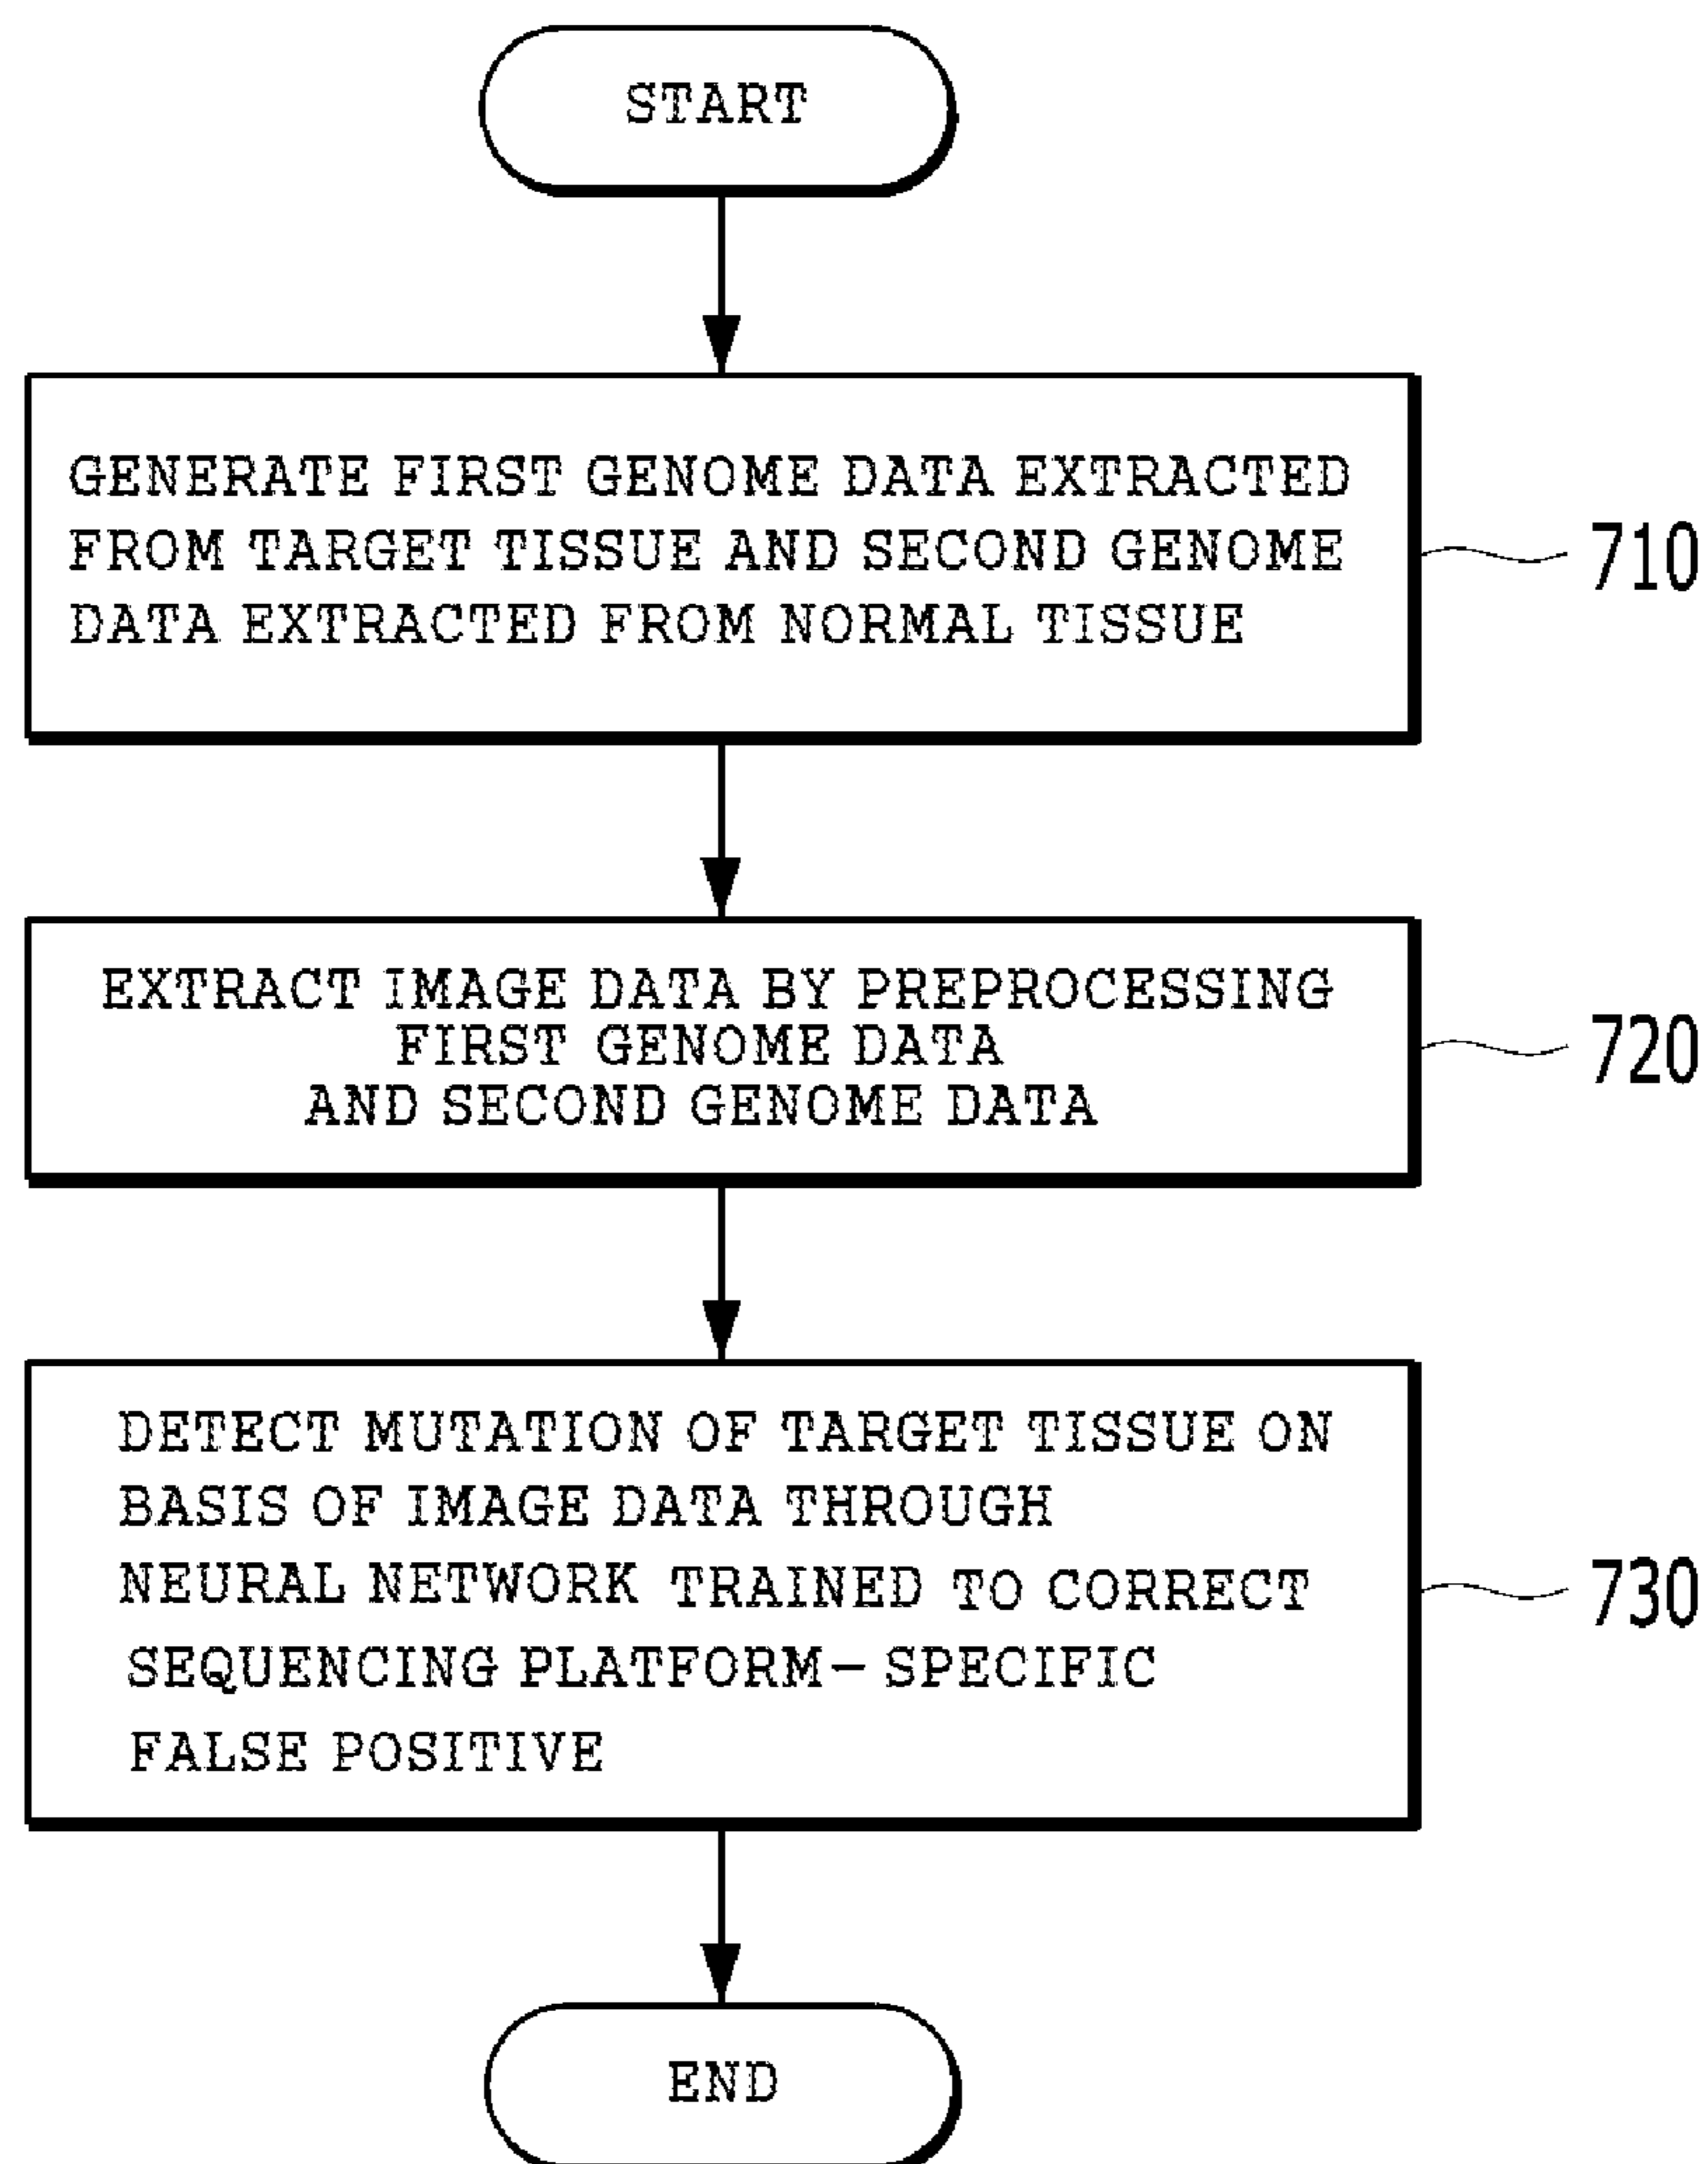 START
GENERATE FIRST GENOME DATA EXTRACTED
FROM TARGET TISSUE AND SECOND GENOME
DATA EXTRACTED FROM NORMAL TISSUE
710
EXTRACT IMAGE DATA BY PREPROCESSING
FIRST GENOME DATA
AND SECOND GENOME DATA
720
DETECT MUTATION OF TARGET TISSUE ON
BASIS OF IMAGE DATA THROUGH
NEURAL NETWORK TRAINED TO CORRECT
SEQUENCING PLATFORM-SPECIFIC
FALSE POSITIVE
730
END